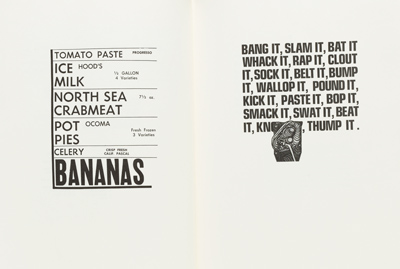 TOMATO PASTE PROGRESSO
ICE HOOD'S
½ GALLON
MILK 4 Varieties
NORTH SEA 7½ oz.
CRABMEAT
POT OCOMA
Fresh Frozen
PIES 3 Varieties
CELERY CRISP FRESH
CALIF. PASCAL
BANANAS
BANG IT, SLAM IT, BAT IT
WHACK IT, RAP IT, CLOUT
IT, SOCK IT, BELT IT, BUMP
IT, WALLOP IT, POUND IT,
KICK IT, PASTE IT, BOP IT,
SMACK IT, SWAT IT, BEAT
IT, KN , THUMP IT .